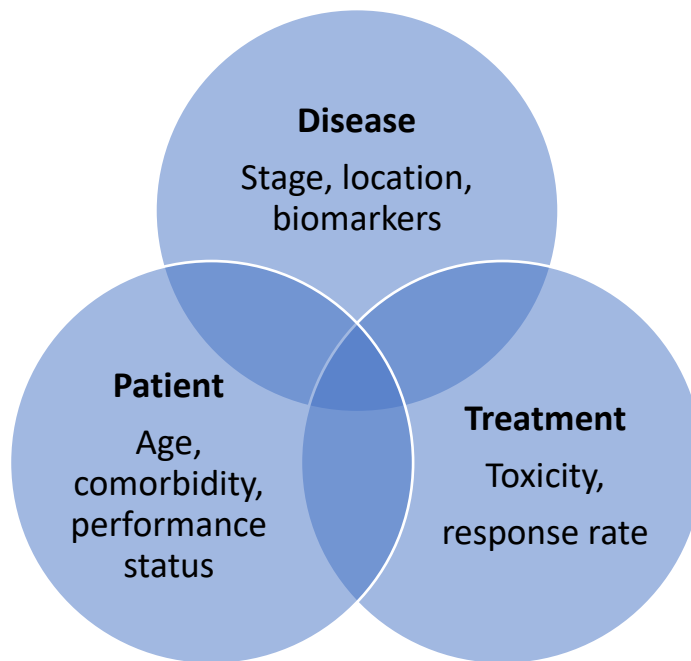 Disease
Stage, location,
biomarkers
Patient
Age,
comorbidity,
performance
status
Treatment
Toxicity,
response rate